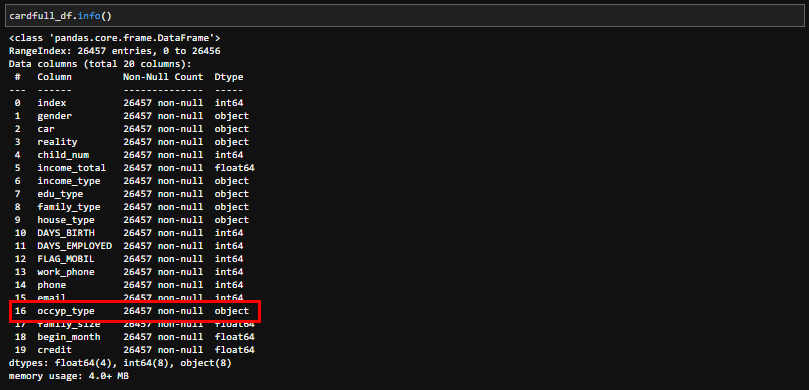 cardfull_df.info()
<class 'pandas.core.frame.DataFrame'>
RangeIndex: 26457 entries, 0 to 26456
Data columns (total 20 columns):
 #   Column         Non-Null Count  Dtype
---  ------         --------------  -----
 0   index          26457 non-null  int64
 1   gender         26457 non-null  object
 2   car            26457 non-null  object
 3   reality        26457 non-null  object
 4   child_num      26457 non-null  int64
 5   income_total   26457 non-null  float64
 6   income_type    26457 non-null  object
 7   edu_type       26457 non-null  object
 8   family_type    26457 non-null  object
 9   house_type     26457 non-null  object
 10  DAYS_BIRTH     26457 non-null  int64
 11  DAYS_EMPLOYED  26457 non-null  int64
 12  FLAG_MOBIL     26457 non-null  int64
 13  work_phone     26457 non-null  int64
 14  phone          26457 non-null  int64
 15  email          26457 non-null  int64
 16  occyp_type     26457 non-null  object
 17  family_size    26457 non-null  float64
 18  begin_month    26457 non-null  float64
 19  credit         26457 non-null  float64
dtypes: float64(4), int64(8), object(8)
memory usage: 4.0+ MB